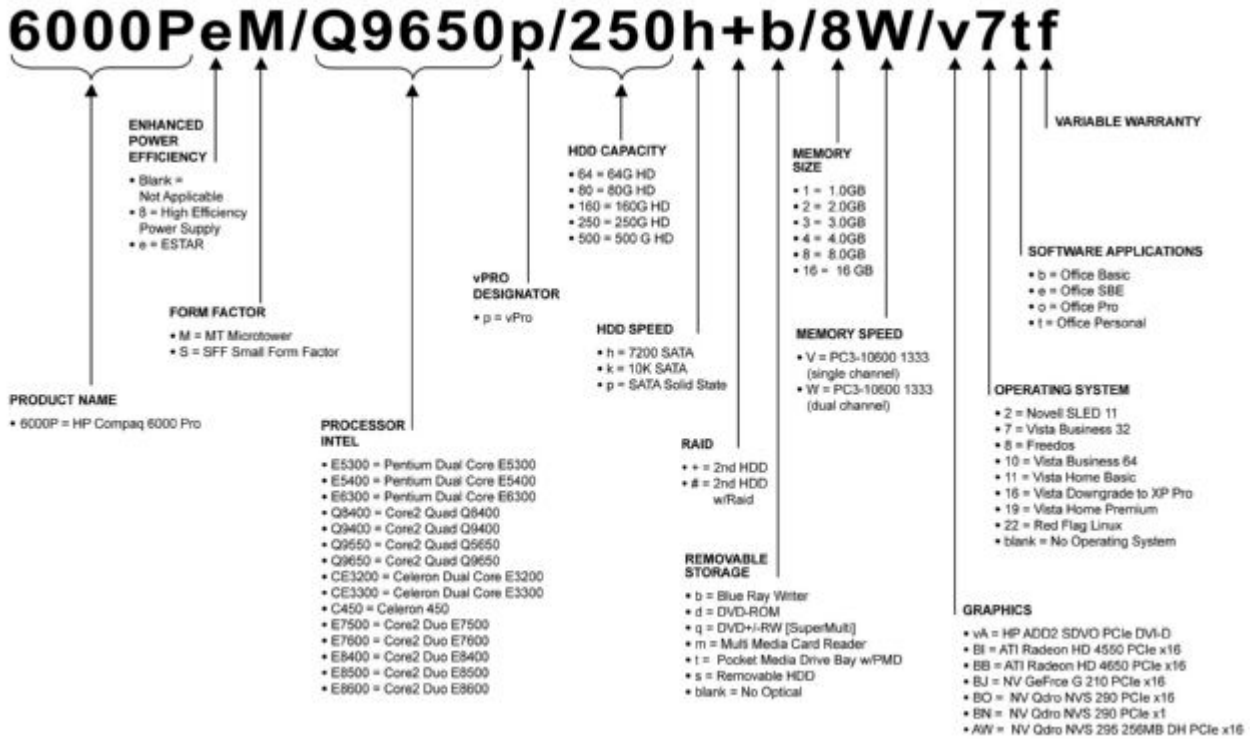 6000PeM/Q9650p/250h+b/8W/v7tf
VARIABLE WARRANTY
ENHANCED
POWER
EFFICIENCY
• Blank =
Not Applicable
• 8 = High Efficiency
Power Supply
• e = ESTAR
HDD CAPACITY
• 64 = 64G HD
• 80 = 80G HD
• 160 = 160G HD
• 250 = 250G HD
• 500 = 500 G HD
MEMORY
SIZE
• 1 = 1.0GB
• 2 = 2.0GB
• 3 = 3.0GB
• 4 = 4.0GB
• 8 = 8.0GB
• 16 = 16 GB
SOFTWARE APPLICATIONS
• b = Office Basic
• e = Office SBE
• o = Office Pro
• t = Office Personal
vPRO
DESIGNATOR
• p = vPro
FORM FACTOR
• M = MT Microtower
• S = SFF Small Form Factor
HDD SPEED
• h = 7200 SATA
• k = 10K SATA
• p = SATA Solid State
MEMORY SPEED
• V = PC3-10600 1333
(single channel)
• W = PC3-10600 1333
(dual channel)
PRODUCT NAME
• 6000P = HP Compaq 6000 Pro
OPERATING SYSTEM
• 2 = Novell SLED 11
• 7 = Vista Business 32
• 8 = Freedos
• 10 = Vista Business 64
• 11 = Vista Home Basic
• 16 = Vista Downgrade to XP Pro
• 19 = Vista Home Premium
• 22 = Red Flag Linux
• blank = No Operating System
PROCESSOR
INTEL
• E5300 = Pentium Dual Core E5300
• E5400 = Pentium Dual Core E5400
• E6300 = Pentium Dual Core E6300
• Q8400 = Core2 Quad Q8400
• Q9400 = Core2 Quad Q9400
• Q9550 = Core2 Quad Q5650
• Q9650 = Core2 Quad Q9650
• CE3200 = Celeron Dual Core E3200
• CE3300 = Celeron Dual Core E3300
• C450 = Celeron 450
• E7500 = Core2 Duo E7500
• E7600 = Core2 Duo E7600
• E8400 = Core2 Duo E8400
• E8500 = Core2 Duo E8500
• E8600 = Core2 Duo E8600
RAID
• + = 2nd HDD
• # = 2nd HDD
w/Raid
REMOVABLE
STORAGE
• b = Blue Ray Writer
• d = DVD-ROM
• q = DVD+/-RW [SuperMulti]
• m = Multi Media Card Reader
• t = Pocket Media Drive Bay w/PMD
• s = Removable HDD
• blank = No Optical
GRAPHICS
• vA = HP ADD2 SDVO PCIe DVI-D
• BI = ATI Radeon HD 4550 PCIe x16
• BB = ATI Radeon HD 4650 PCIe x16
• BJ = NV GeFrce G 210 PCIe x16
• BO = NV Qdro NVS 290 PCIe x16
• BN = NV Qdro NVS 290 PCIe x1
• AW = NV Qdro NVS 295 256MB DH PCIe x16